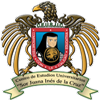 Centro de Estudios Universitarios
"Sor Juana Inés de la Cruz"